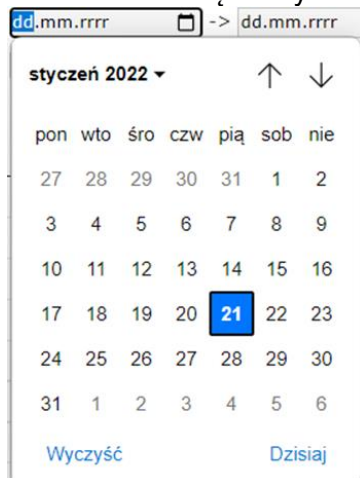 dd.mm.rrrr -> dd.mm.rrrr
styczeń 2022
pon wto śro czw pią sob nie
27 28 29 30 31 1 2
3 4 5 6 7 8 9
10 11 12 13 14 15 16
17 18 19 20 21 22 23
24 25 26 27 28 29 30
31 1 2 3 4 5 6
Wyczyść Dzisiaj